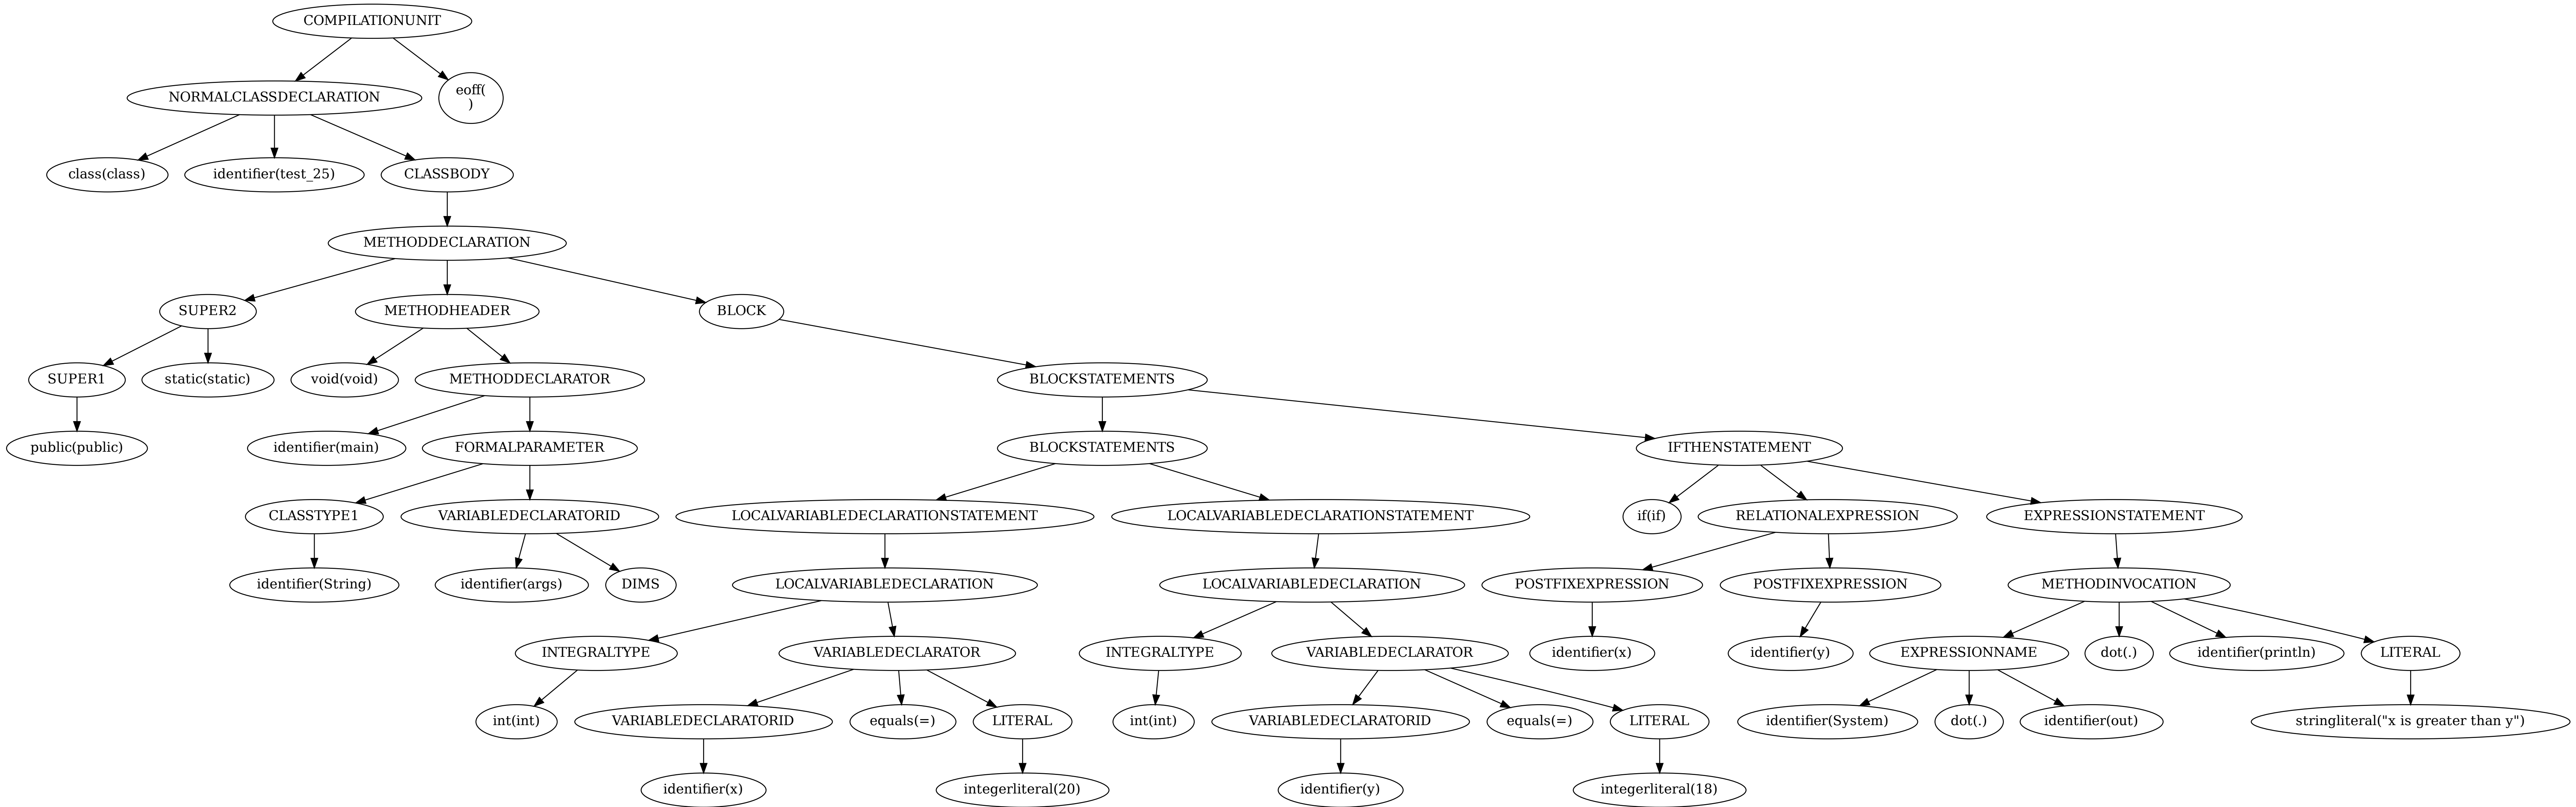 COMPILATIONUNIT
NORMALCLASSDECLARATION
eoff(
)
class(class)
identifier(test_25)
CLASSBODY
METHODDECLARATION
SUPER2
METHODHEADER
BLOCK
SUPER1
static(static)
void(void)
METHODDECLARATOR
BLOCKSTATEMENTS
public(public)
identifier(main)
FORMALPARAMETER
BLOCKSTATEMENTS
IFTHENSTATEMENT
CLASSTYPE1
VARIABLEDECLARATORID
LOCALVARIABLEDECLARATIONSTATEMENT
LOCALVARIABLEDECLARATIONSTATEMENT
if(if)
RELATIONALEXPRESSION
EXPRESSIONSTATEMENT
identifier(String)
identifier(args)
DIMS
LOCALVARIABLEDECLARATION
LOCALVARIABLEDECLARATION
POSTFIXEXPRESSION
POSTFIXEXPRESSION
METHODINVOCATION
INTEGRALTYPE
VARIABLEDECLARATOR
INTEGRALTYPE
VARIABLEDECLARATOR
identifier(x)
identifier(y)
EXPRESSIONNAME
dot(.)
identifier(println)
LITERAL
int(int)
VARIABLEDECLARATORID
equals(=)
LITERAL
int(int)
VARIABLEDECLARATORID
equals(=)
LITERAL
identifier(System)
dot(.)
identifier(out)
stringliteral("x is greater than y")
identifier(x)
integerliteral(20)
identifier(y)
integerliteral(18)